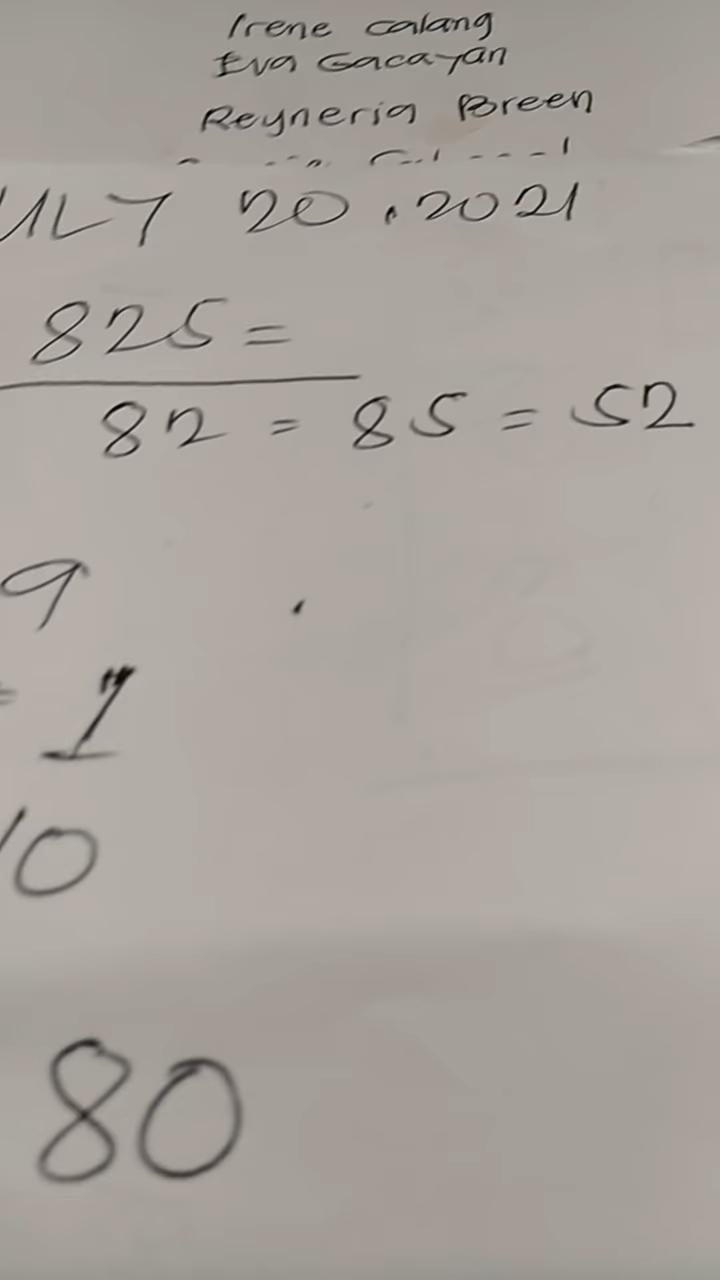 Irene Calang
Eva Gacayan
Reyneria Breen
ULY 20, 2021
825=
82 = 85 = 52
9
= 1
10
80